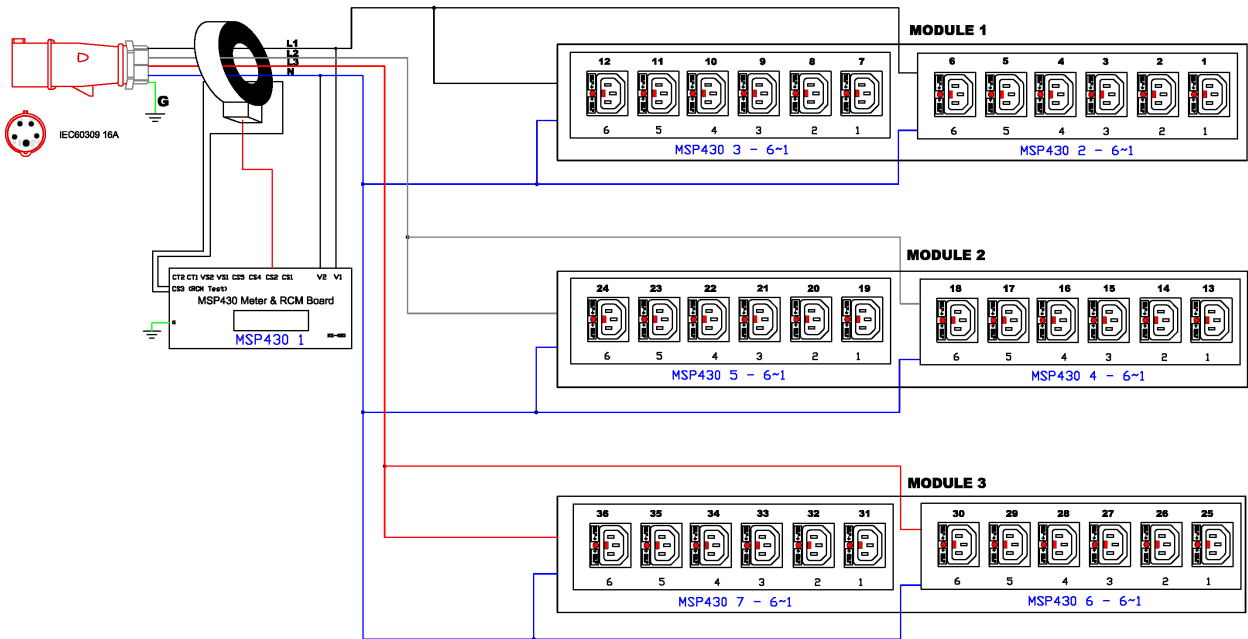 L1
L2
L3
N
G
IEC60309 16A
MODULE 1
12 11 10 9 8 7
6 5 4 3 2 1
6 5 4 3 2 1
6 5 4 3 2 1
MSP430 3 - 6~1
MSP430 2 - 6~1
CT2 CT1 VS2 VS1 CS5 CS4 CS2 CS1 V2 V1
CS3 (RCM Test)
MSP430 Meter & RCM Board
G
MSP430 1
MODULE 2
24 23 22 21 20 19
18 17 16 15 14 13
6 5 4 3 2 1
6 5 4 3 2 1
MSP430 5 - 6~1
MSP430 4 - 6~1
MODULE 3
36 35 34 33 32 31
30 29 28 27 26 25
6 5 4 3 2 1
6 5 4 3 2 1
MSP430 7 - 6~1
MSP430 6 - 6~1